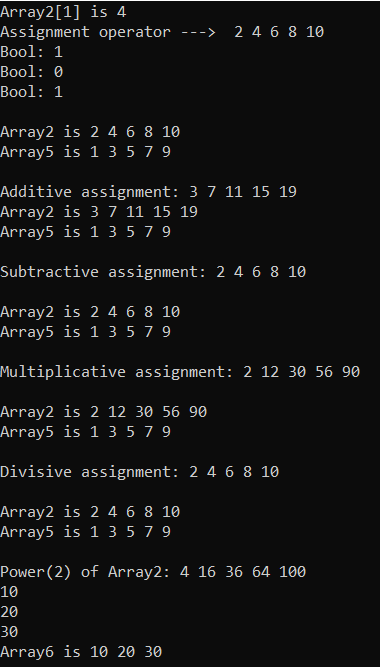 Array2[1] is 4
Assignment operator --->  2 4 6 8 10
Bool: 1
Bool: 0
Bool: 1
Array2 is 2 4 6 8 10
Array5 is 1 3 5 7 9
Additive assignment: 3 7 11 15 19
Array2 is 3 7 11 15 19
Array5 is 1 3 5 7 9
Subtractive assignment: 2 4 6 8 10
Array2 is 2 4 6 8 10
Array5 is 1 3 5 7 9
Multiplicative assignment: 2 12 30 56 90
Array2 is 2 12 30 56 90
Array5 is 1 3 5 7 9
Divisive assignment: 2 4 6 8 10
Array2 is 2 4 6 8 10
Array5 is 1 3 5 7 9
Power(2) of Array2: 4 16 36 64 100
10
20
30
Array6 is 10 20 30